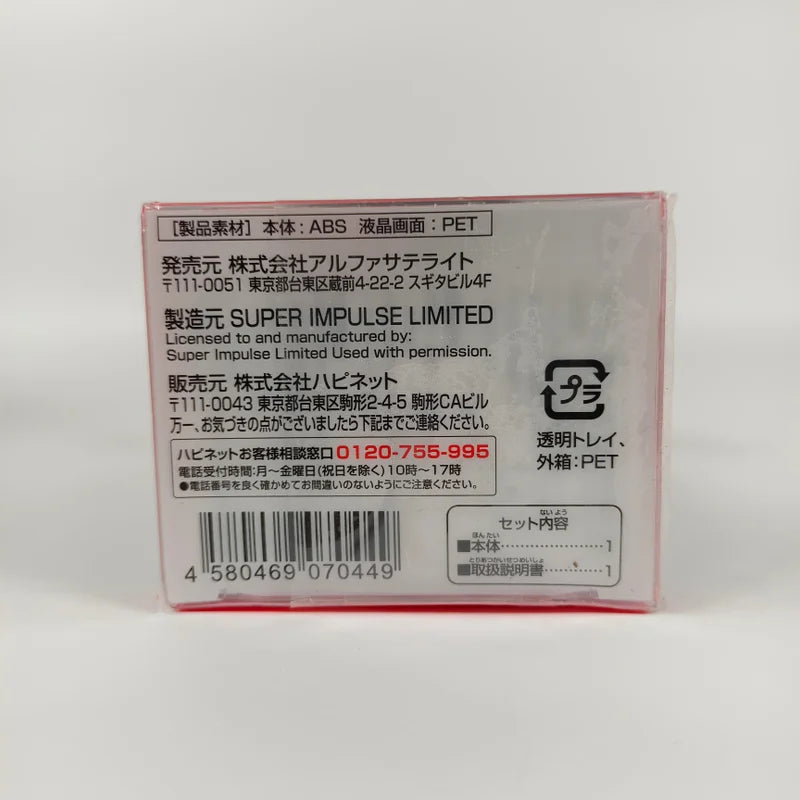 ［製品素材］本体：ABS 液晶画面：PET
発売元 株式会社アルファサテライト
〒111-0051 東京都台東区蔵前4-22-2 スギタビル4F
製造元 SUPER IMPULSE LIMITED
Licensed to and manufactured by:
Super Impulse Limited Used with permission.
販売元 株式会社ハピネット
〒111-0043 東京都台東区駒形2-4-5 駒形CAビル
万一、お気づきの点がございましたら下記までご連絡ください。
ハピネットお客様相談窓口 0120-755-995
電話受付時間：月〜金曜日(祝日を除く)10時〜17時
●電話番号を良く確かめてお間違いのないようにご注意ください。
プラ
透明トレイ、
外箱：PET
4 580469 070449
ないよう
セット内容
ほんたい
■本体…………………1
とりあつかいせつめいしょ
■取扱説明書…………1